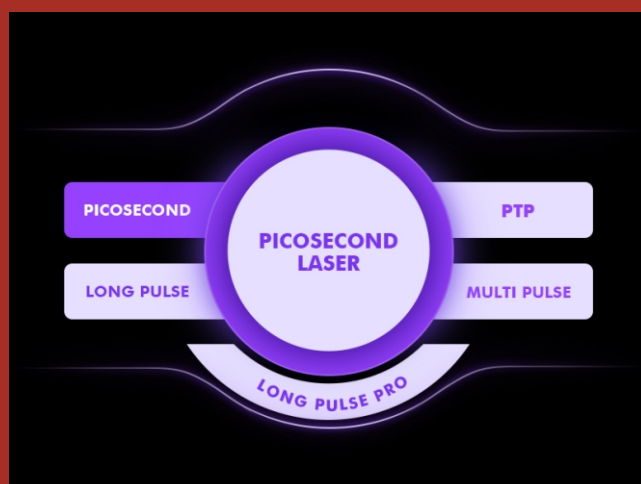 PICOSECOND
PICOSECOND
LASER
PTP
LONG PULSE
MULTI PULSE
LONG PULSE PRO